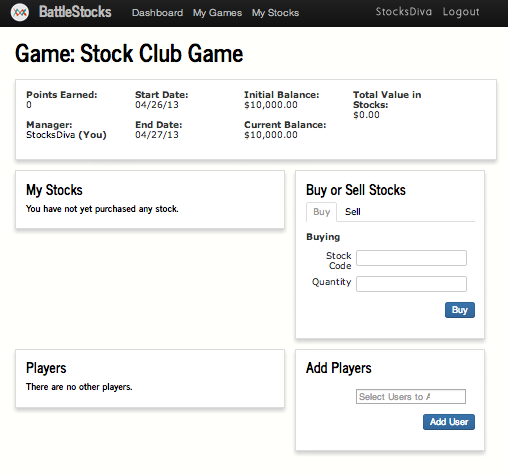 BattleStocks Dashboard My Games My Stocks StocksDiva Logout
Game: Stock Club Game
Points Earned:
0
Manager:
StocksDiva (You)
Start Date:
04/26/13
End Date:
04/27/13
Initial Balance:
$10,000.00
Current Balance:
$10,000.00
Total Value in
Stocks:
$0.00
My Stocks
You have not yet purchased any stock.
Buy or Sell Stocks
Buy Sell
Buying
Stock
Code
Quantity
Buy
Players
There are no other players.
Add Players
Select Users to A
Add User